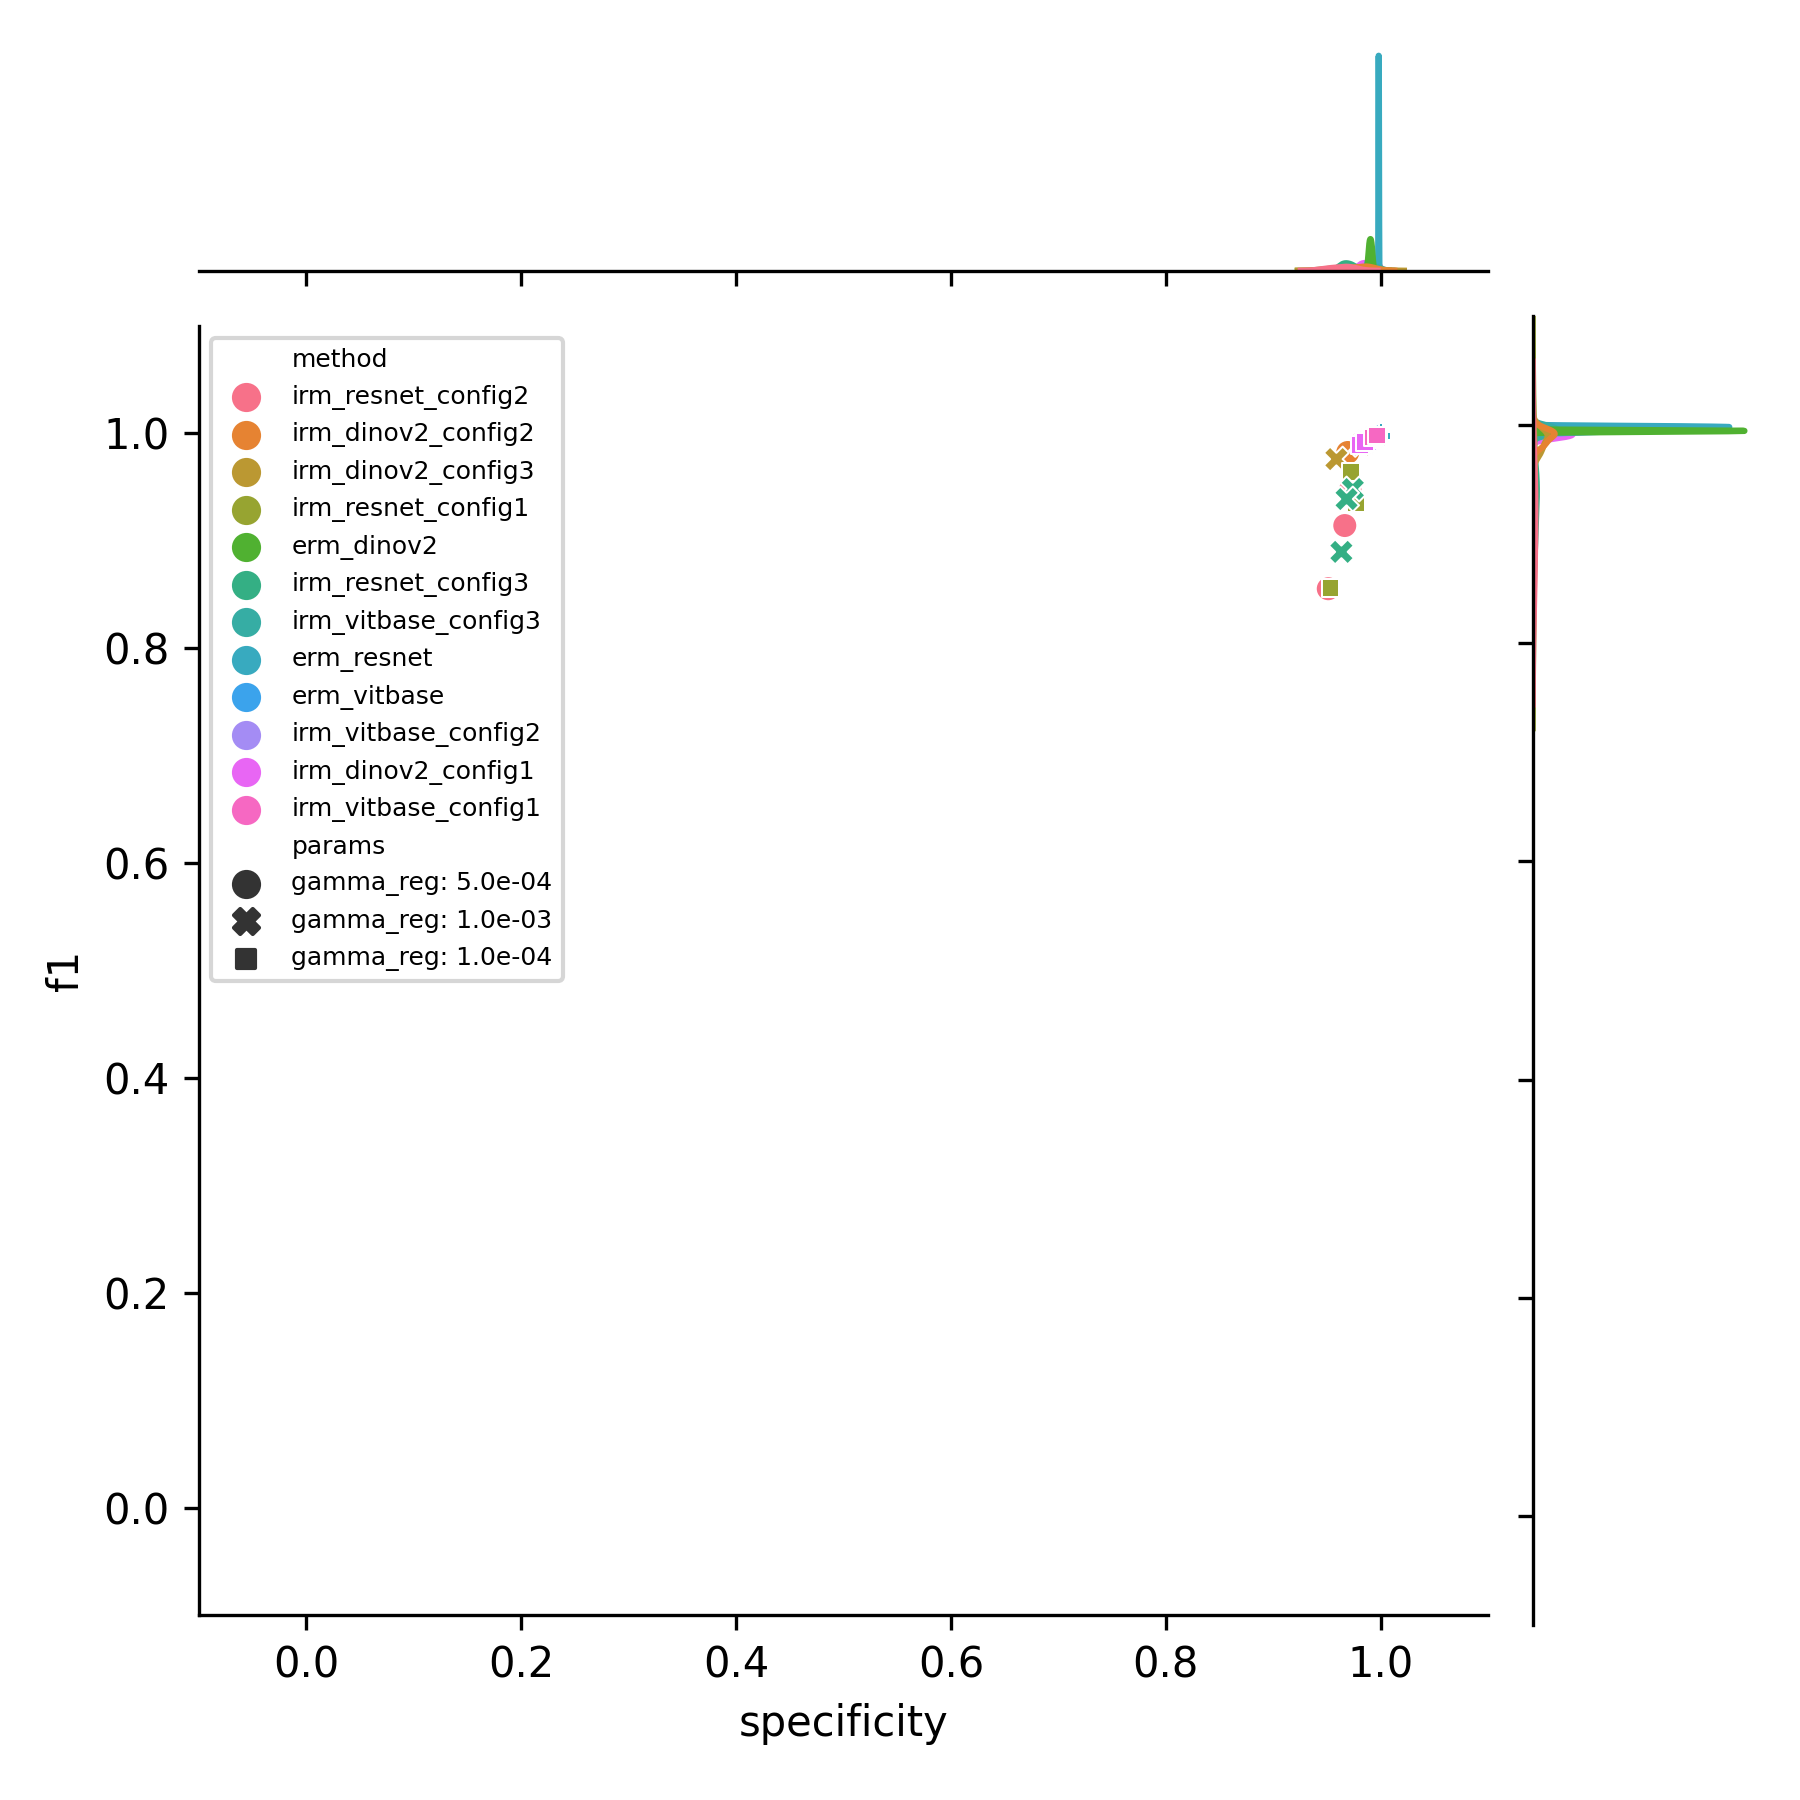 method
irm_resnet_config2
irm_dinov2_config2
irm_dinov2_config3
irm_resnet_config1
erm_dinov2
irm_resnet_config3
irm_vitbase_config3
erm_resnet
erm_vitbase
irm_vitbase_config2
irm_dinov2_config1
irm_vitbase_config1
params
gamma_reg: 5.0e-04
gamma_reg: 1.0e-03
gamma_reg: 1.0e-04
1.0
0.8
0.6
0.4
0.2
0.0
f1
0.0 0.2 0.4 0.6 0.8 1.0
specificity